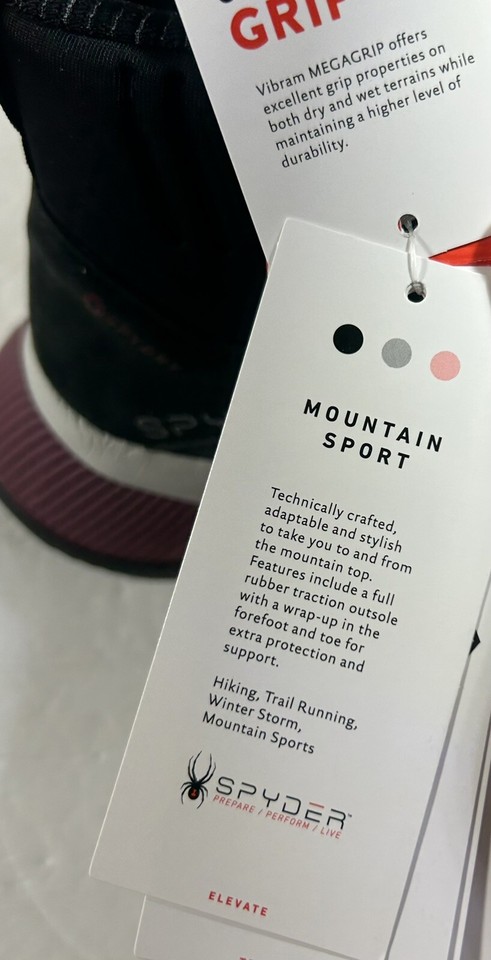 GRIP
Vibram MEGAGRIP offers
excellent grip properties on
both dry and wet terrains while
maintaining a higher level of
durability.
MOUNTAIN
SPORT
Technically crafted,
adaptable and stylish
to take you to and from
the mountain top.
Features include a full
rubber traction outsole
with a wrap-up in the
forefoot and toe for
extra protection and
support.
Hiking, Trail Running,
Winter Storm,
Mountain Sports
SPYDER™
PREPARE / PERFORM / LIVE
ELEVATE